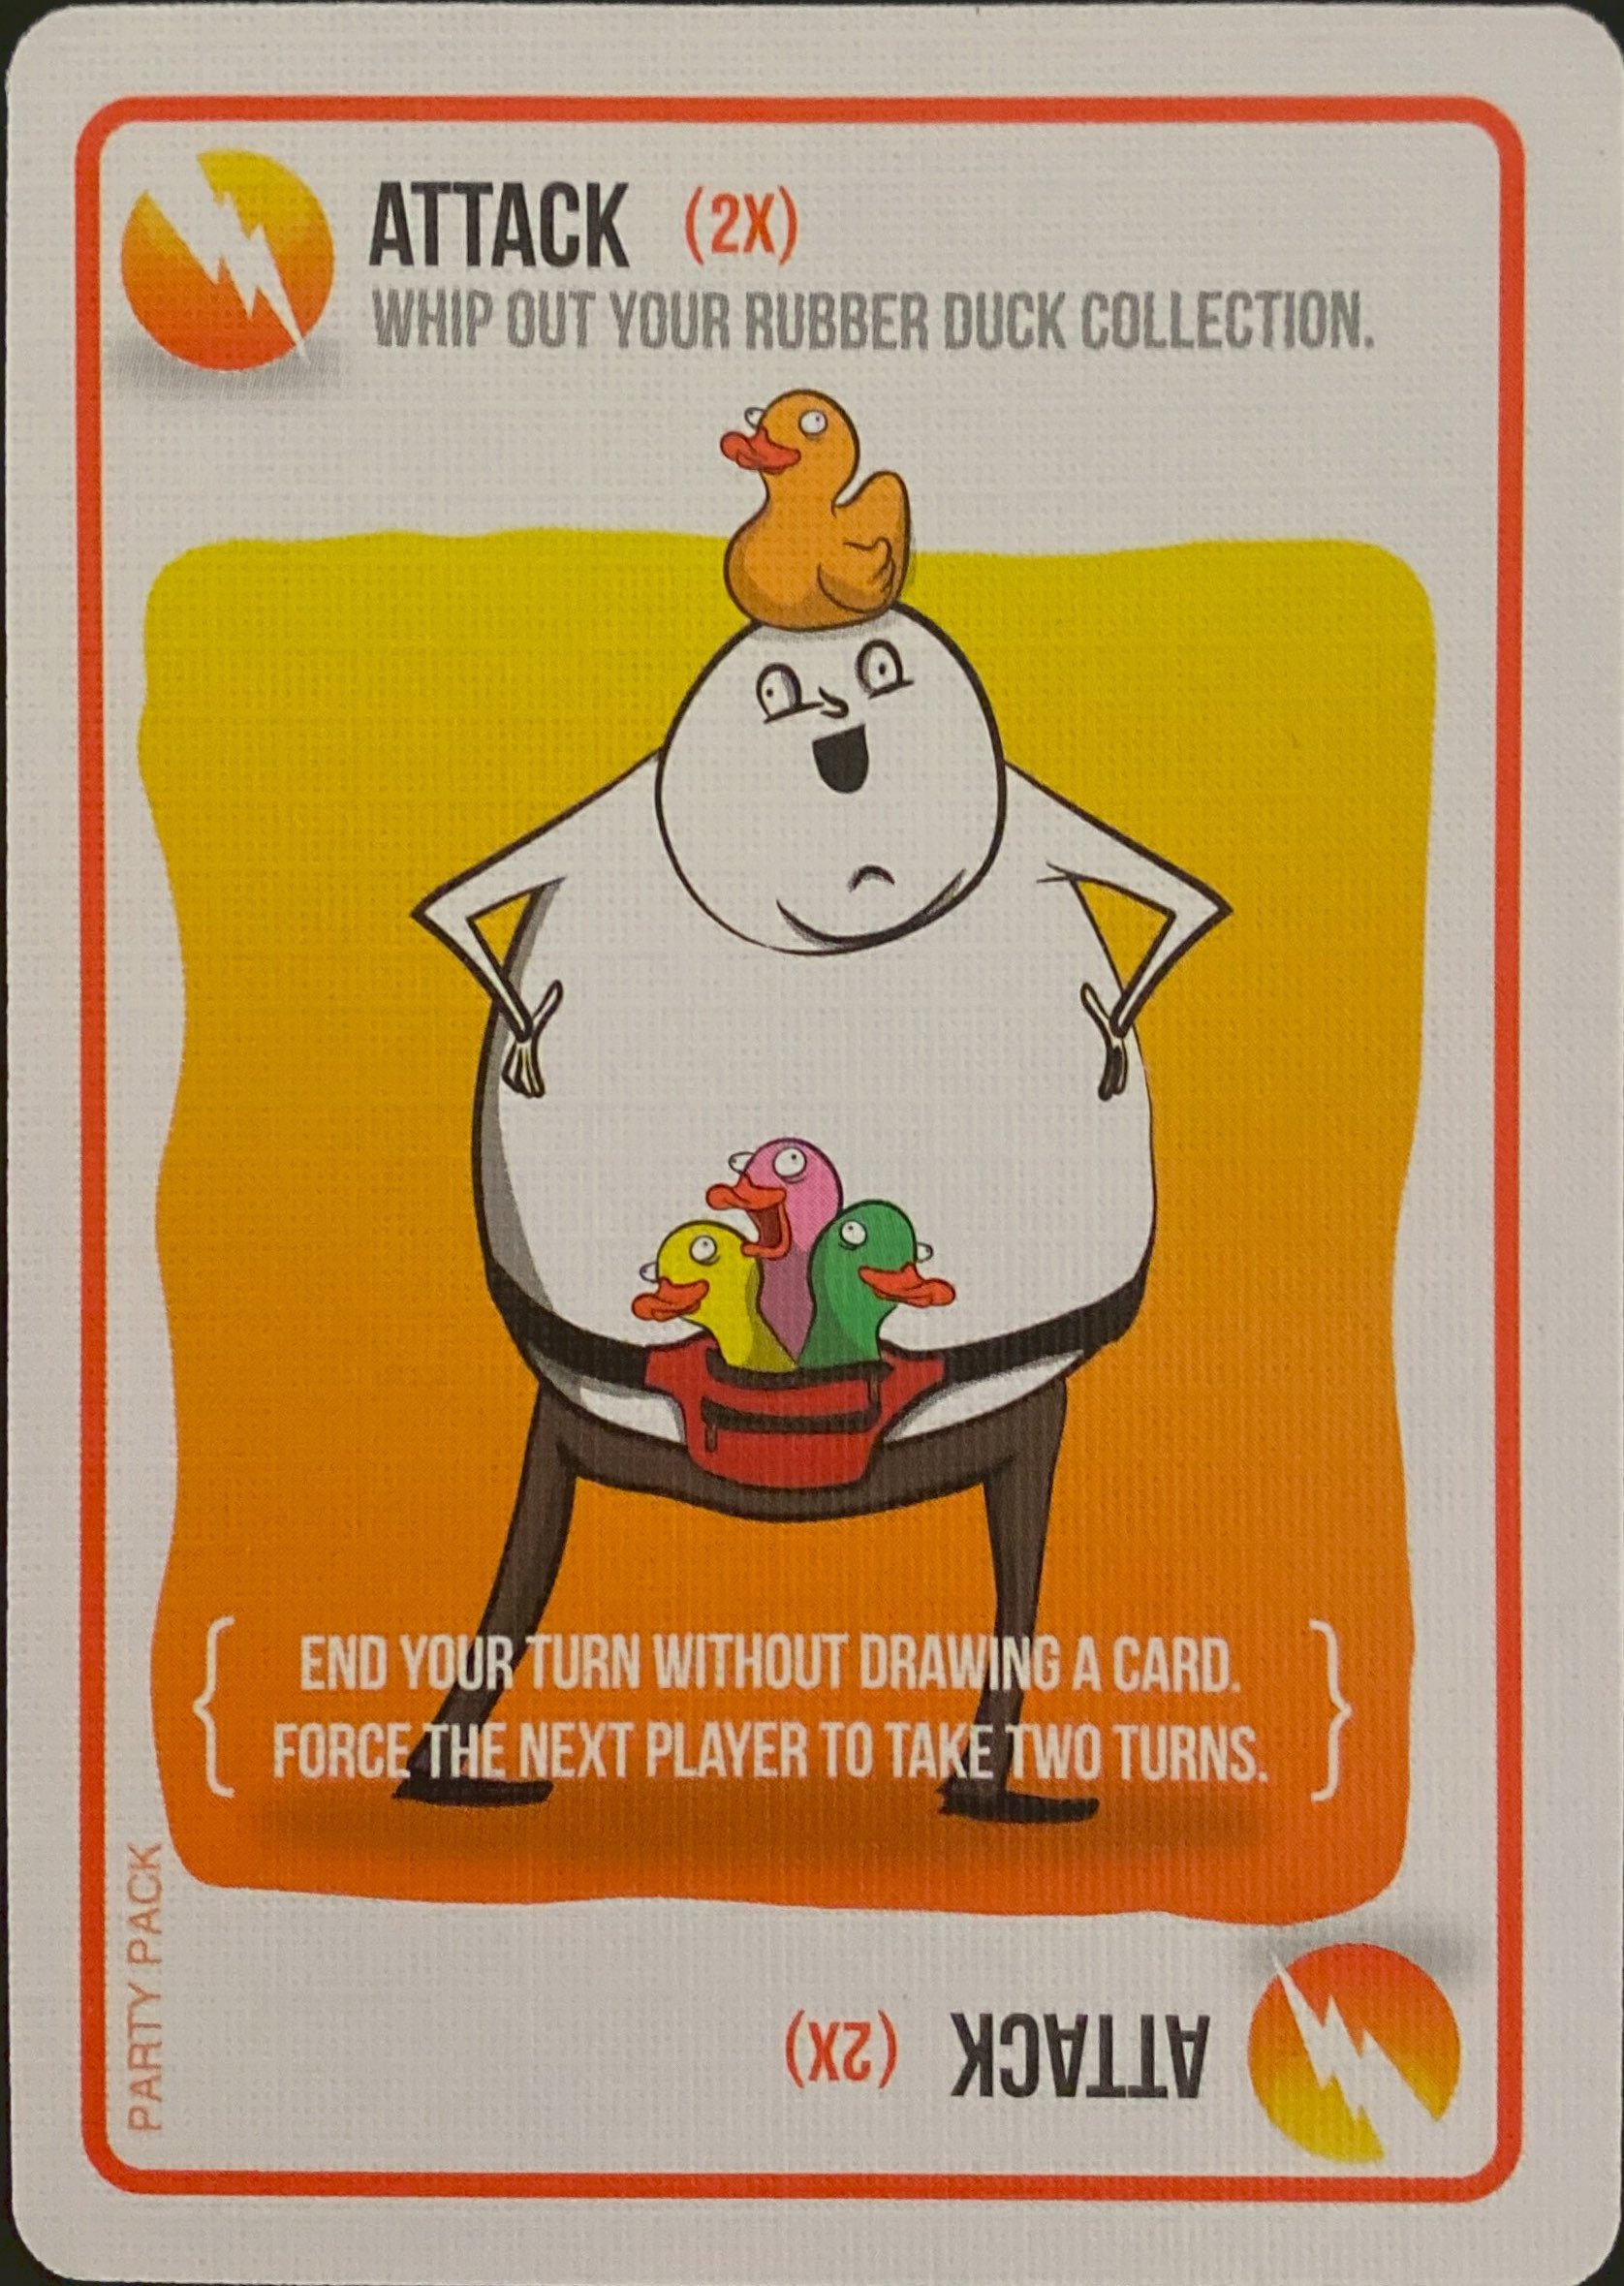 ATTACK (2X)
WHIP OUT YOUR RUBBER DUCK COLLECTION.
END YOUR TURN WITHOUT DRAWING A CARD.
FORCE THE NEXT PLAYER TO TAKE TWO TURNS.
PARTY PACK
ATTACK (2X)